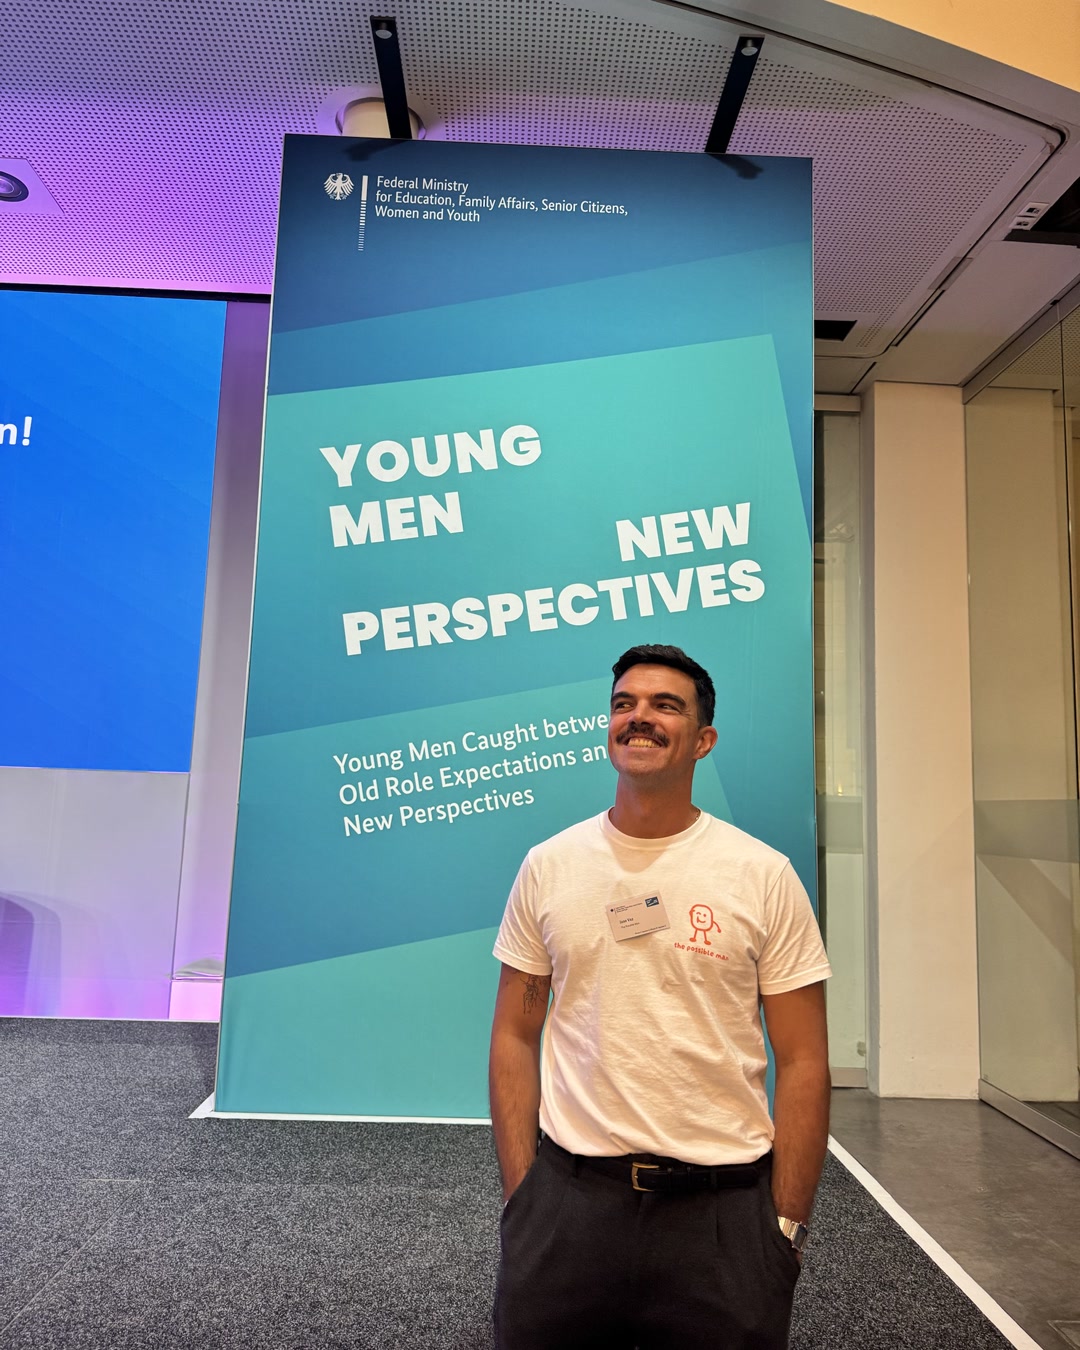 Federal Ministry
for Education, Family Affairs, Senior Citizens,
Women and Youth
n!
YOUNG
MEN
NEW
PERSPECTIVES
Young Men Caught betwe
Old Role Expectations an
New Perspectives
the possible man